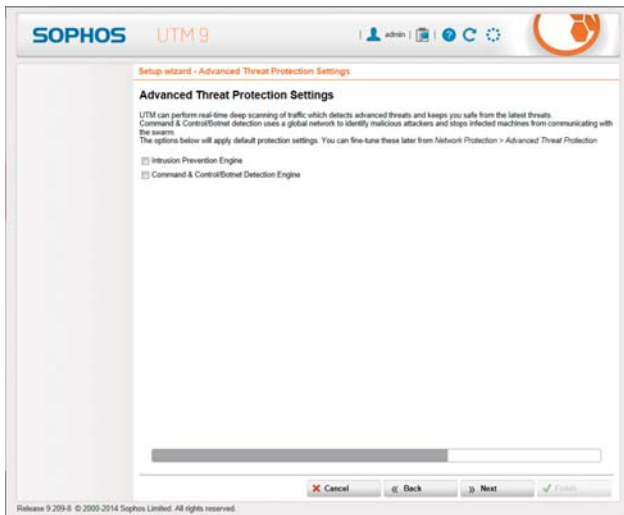 SOPHOS UTM 9 | admin | |
Setup wizard - Advanced Threat Protection Settings
Advanced Threat Protection Settings
UTM can perform real-time deep scanning of traffic which detects advanced threats and keeps you safe from the latest threats.
Command & Control/Botnet detection uses a global network to identify malicious attackers and stops infected machines from communicating with
the swarm.
The options below will apply default protection settings. You can fine-tune these later from Network Protection > Advanced Threat Protection
Intrusion Prevention Engine
Command & Control/Botnet Detection Engine
Cancel
Back
Next
Finish
Release 9.209-8 © 2000-2014 Sophos Limited. All rights reserved.